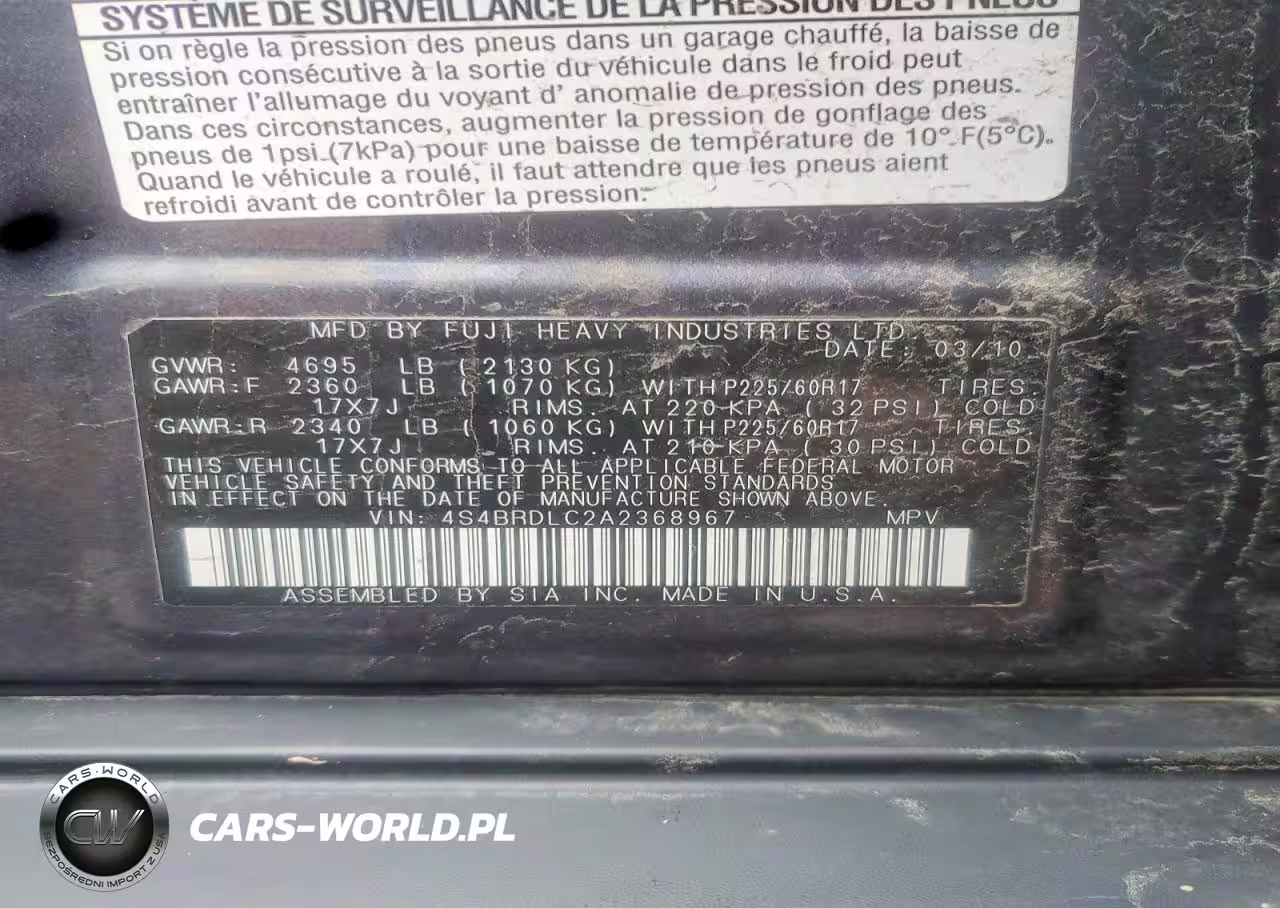 SYSTÈME DE SURVEILLANCE DE LA PRESSION DES PNEUS
Si on règle la pression des pneus dans un garage chauffé, la baisse de
pression consécutive à la sortie du véhicule dans le froid peut
entraîner l'allumage du voyant d' anomalie de pression des pneus.
Dans ces circonstances, augmenter la pression de gonflage des
pneus de 1psi (7kPa) pour une baisse de température de 10° F(5°C).
Quand le véhicule a roulé, il faut attendre que les pneus aient
refroidi avant de contrôler la pression.
MFD BY FUJI HEAVY INDUSTRIES LTD.
DATE: 03/10
GVWR: 4695 LB ( 2130 KG)
GAWR:F 2360 LB ( 1070 KG) WITH P225/60R17 TIRES
17X7J RIMS. AT 220 KPA ( 32 PSI) COLD
GAWR:R 2340 LB ( 1060 KG) WITH P225/60R17 TIRES
17X7J RIMS. AT 210 KPA ( 30 PSI) COLD
THIS VEHICLE CONFORMS TO ALL APPLICABLE FEDERAL MOTOR
VEHICLE SAFETY AND THEFT PREVENTION STANDARDS
IN EFFECT ON THE DATE OF MANUFACTURE SHOWN ABOVE.
VIN: 4S4BRDLC2A2368967 MPV
ASSEMBLED BY SIA INC. MADE IN U.S.A.
CARS-WORLD
CW
BEZPOŚREDNI IMPORT Z USA
CARS-WORLD.PL